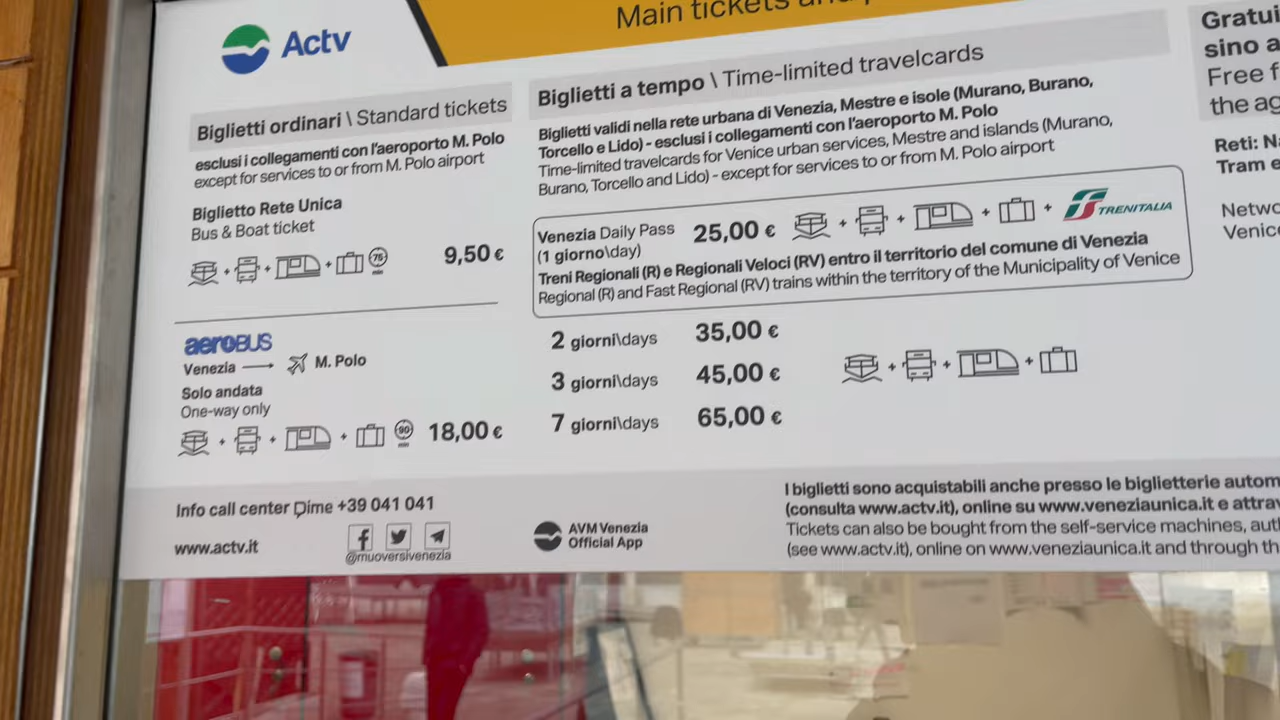 Main tickets and
Actv
Biglietti ordinari \ Standard tickets
esclusi i collegamenti con l'aeroporto M. Polo
except for services to or from M. Polo airport
Biglietto Rete Unica
Bus & Boat ticket
+ + + 75 min 9,50 €
aeroBUS
Venezia → M. Polo
Solo andata
One-way only
+ + + 90 min 18,00 €
Biglietti a tempo \ Time-limited travelcards
Biglietti validi nella rete urbana di Venezia, Mestre e isole (Murano, Burano,
Torcello e Lido) - esclusi i collegamenti con l'aeroporto M. Polo
Time-limited travelcards for Venice urban services, Mestre and islands (Murano,
Burano, Torcello and Lido) - except for services to or from M. Polo airport
Venezia Daily Pass 25,00 € + + + + TRENITALIA
(1 giorno\day)
Treni Regionali (R) e Regionali Veloci (RV) entro il territorio del comune di Venezia
Regional (R) and Fast Regional (RV) trains within the territory of the Municipality of Venice
2 giorni\days 35,00 €
3 giorni\days 45,00 € + + +
7 giorni\days 65,00 €
Gratui
sino a
Free f
the ag
Reti: N
Tram e
Netwo
Venic
Info call center Dime +39 041 041
www.actv.it
@muoversivenezia
AVM Venezia
Official App
I biglietti sono acquistabili anche presso le biglietterie autom
(consulta www.actv.it), online su www.veneziaunica.it e attrav
Tickets can also be bought from the self-service machines, aut
(see www.actv.it), online on www.veneziaunica.it and through th